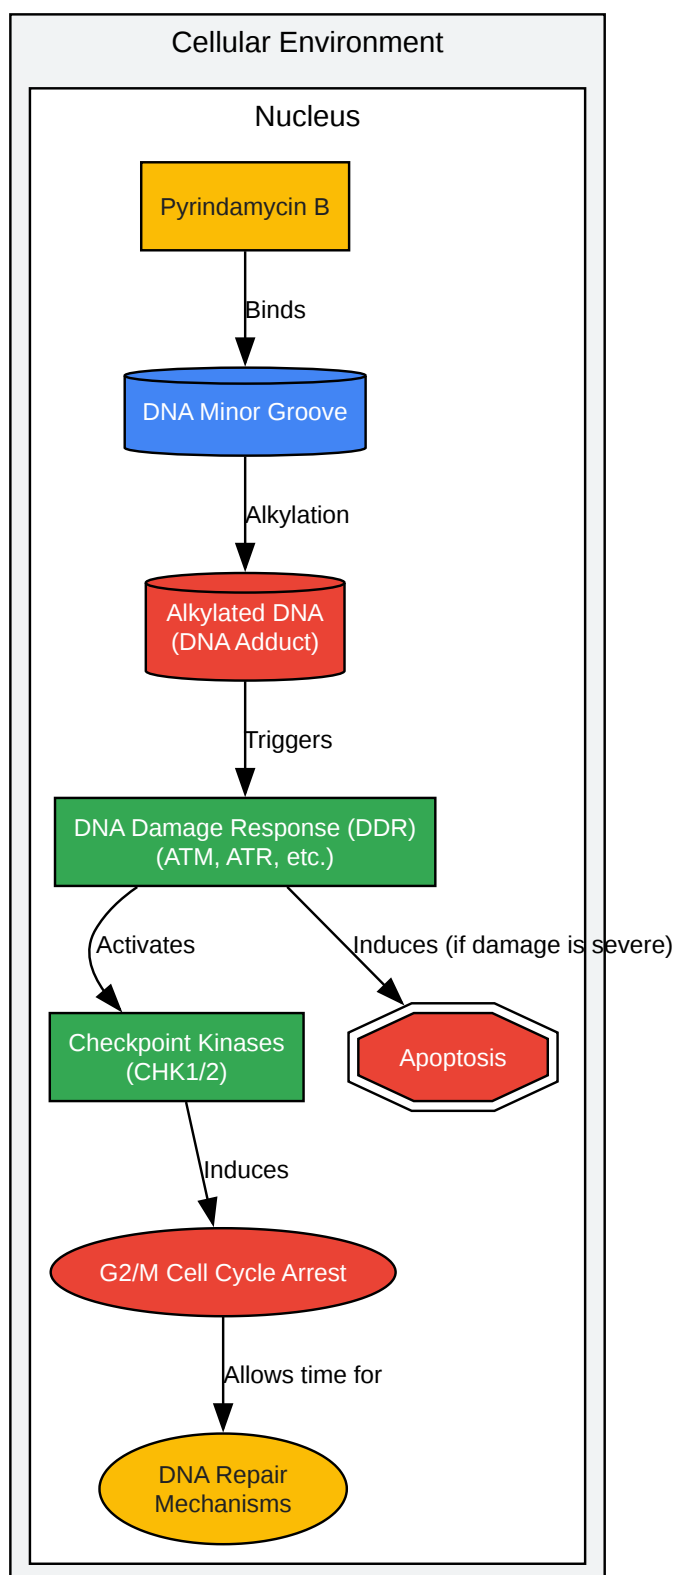 Cellular Environment
Nucleus
Pyrindamycin B
Binds
DNA Minor Groove
Alkylation
Alkylated DNA
(DNA Adduct)
Triggers
DNA Damage Response (DDR)
(ATM, ATR, etc.)
Activates
Induces (if damage is severe)
Checkpoint Kinases
(CHK1/2)
Apoptosis
Induces
G2/M Cell Cycle Arrest
Allows time for
DNA Repair
Mechanisms